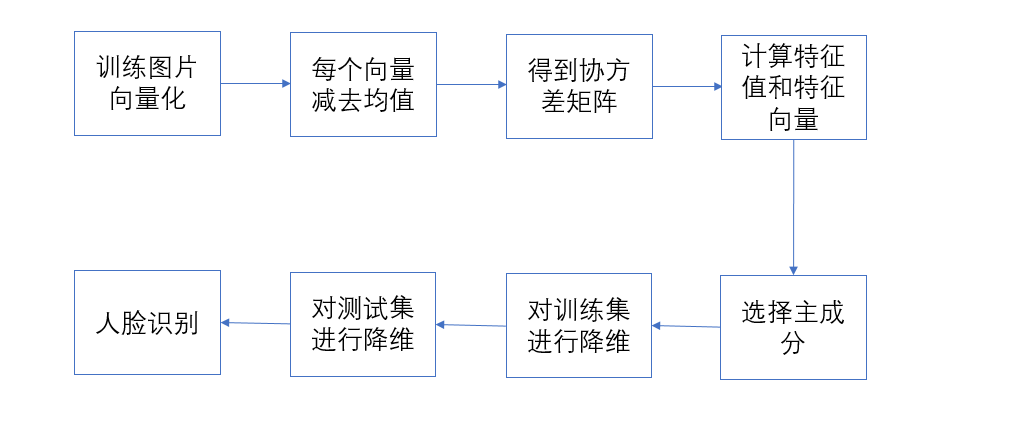 训练图片
向量化
每个向量
减去均值
得到协方
差矩阵
计算特征
值和特征
向量
选择主成
分
对训练集
进行降维
对测试集
进行降维
人脸识别